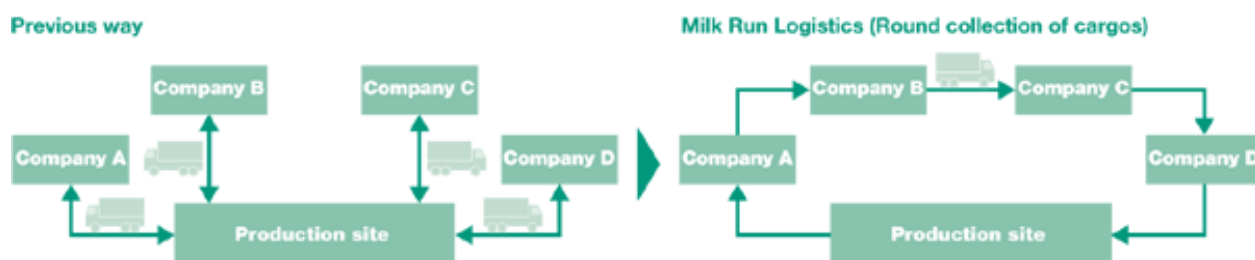 Previous way
Company B
Company C
Company A
Company D
Production site
Milk Run Logistics (Round collection of cargos)
Company B
Company C
Company A
Company D
Production site